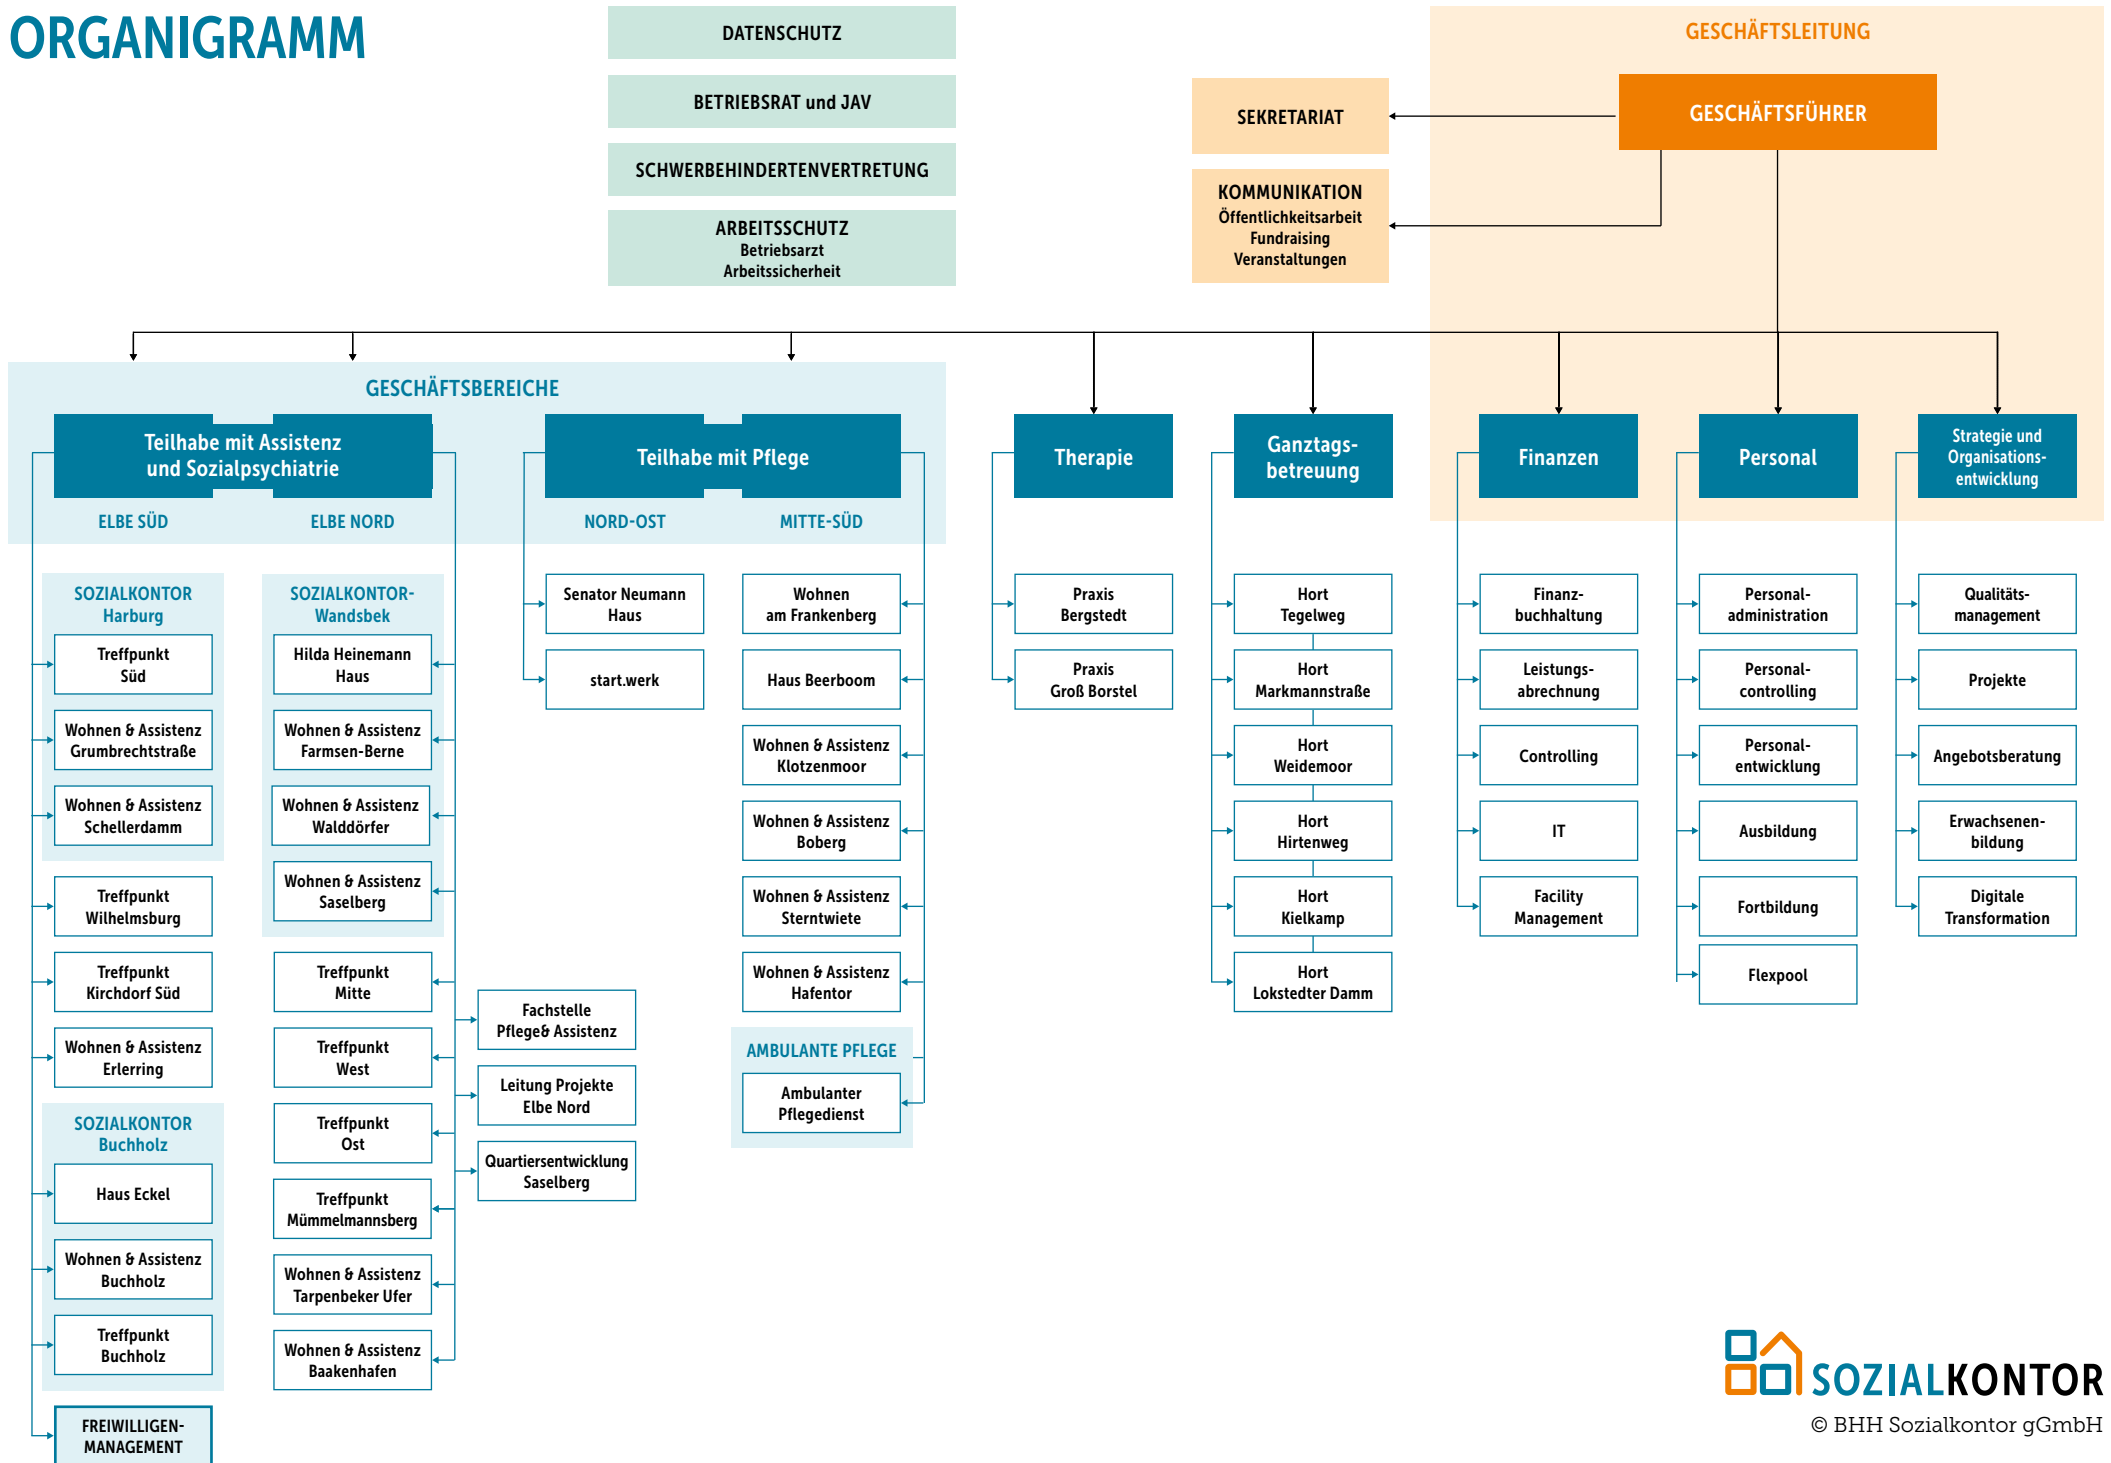 ORGANIGRAMM
DATENSCHUTZ
BETRIEBSRAT und JAV
SCHWERBEHINDERTENVERTRETUNG
ARBEITSSCHUTZ
Betriebsarzt
Arbeitssicherheit
GESCHÄFTSLEITUNG
GESCHÄFTSFÜHRER
SEKRETARIAT
KOMMUNIKATION
Öffentlichkeitsarbeit
Fundraising
Veranstaltungen
GESCHÄFTSBEREICHE
Teilhabe mit Assistenz
und Sozialpsychiatrie
ELBE SÜD
ELBE NORD
Teilhabe mit Pflege
NORD-OST
MITTE-SÜD
Therapie
Ganztags-
betreuung
Finanzen
Personal
Strategie und
Organisations-
entwicklung
SOZIALKONTOR
Harburg
Treffpunkt
Süd
Wohnen & Assistenz
Grumbrechtstraße
Wohnen & Assistenz
Schellerdamm
Treffpunkt
Wilhelmsburg
Treffpunkt
Kirchdorf Süd
Wohnen & Assistenz
Erlerring
SOZIALKONTOR
Buchholz
Haus Eckel
Wohnen & Assistenz
Buchholz
Treffpunkt
Buchholz
FREIWILLIGEN-
MANAGEMENT
SOZIALKONTOR-
Wandsbek
Hilda Heinemann
Haus
Wohnen & Assistenz
Farmsen-Berne
Wohnen & Assistenz
Walddörfer
Wohnen & Assistenz
Saselberg
Treffpunkt
Mitte
Treffpunkt
West
Treffpunkt
Ost
Treffpunkt
Mümmelmannsberg
Wohnen & Assistenz
Tarpenbeker Ufer
Wohnen & Assistenz
Baakenhafen
Fachstelle
Pflege& Assistenz
Leitung Projekte
Elbe Nord
Quartiersentwicklung
Saselberg
Senator Neumann
Haus
start.werk
Wohnen
am Frankenberg
Haus Beerboom
Wohnen & Assistenz
Klotzenmoor
Wohnen & Assistenz
Boberg
Wohnen & Assistenz
Sterntwiete
Wohnen & Assistenz
Hafentor
AMBULANTE PFLEGE
Ambulanter
Pflegedienst
Praxis
Bergstedt
Praxis
Groß Borstel
Hort
Tegelweg
Hort
Markmannstraße
Hort
Weidemoor
Hort
Hirtenweg
Hort
Kielkamp
Hort
Lokstedter Damm
Finanz-
buchhaltung
Leistungs-
abrechnung
Controlling
IT
Facility
Management
Personal-
administration
Personal-
controlling
Personal-
entwicklung
Ausbildung
Fortbildung
Flexpool
Qualitäts-
management
Projekte
Angebotsberatung
Erwachsenen-
bildung
Digitale
Transformation
SOZIALKONTOR
© BHH Sozialkontor gGmbH